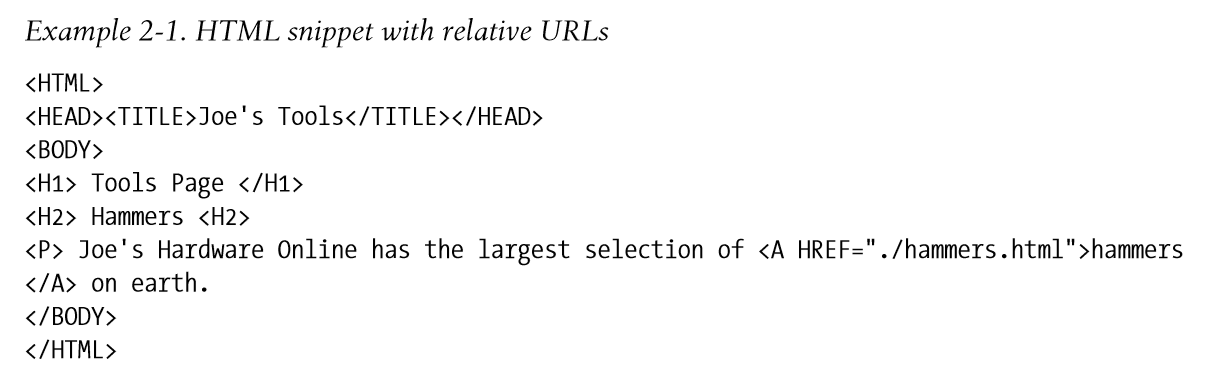 Example 2-1. HTML snippet with relative URLs
<HTML>
<HEAD><TITLE>Joe's Tools</TITLE></HEAD>
<BODY>
<H1> Tools Page </H1>
<H2> Hammers <H2>
<P> Joe's Hardware Online has the largest selection of <A HREF="./hammers.html">hammers
</A> on earth.
</BODY>
</HTML>